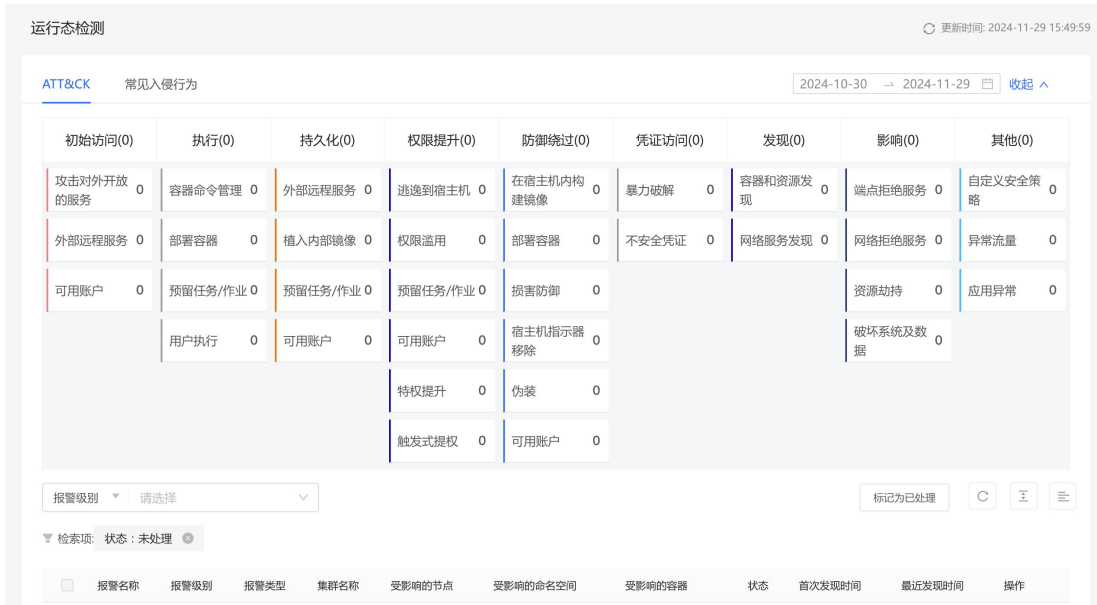 运行态检测
更新时间: 2024-11-29 15:49:59
ATT&CK 常见入侵行为
2024-10-30 → 2024-11-29 收起
初始访问(0) 执行(0) 持久化(0) 权限提升(0) 防御绕过(0) 凭证访问(0) 发现(0) 影响(0) 其他(0)
攻击对外开放的服务 0 容器命令管理 0 外部远程服务 0 逃逸到宿主机 0 在宿主机内构建镜像 0 暴力破解 0 容器和资源发现 0 端点拒绝服务 0 自定义安全策略 0
外部远程服务 0 部署容器 0 植入内部镜像 0 权限滥用 0 部署容器 0 不安全凭证 0 网络服务发现 0 网络拒绝服务 0 异常流量 0
可用账户 0 预留任务/作业 0 预留任务/作业 0 预留任务/作业 0 损害防御 0 资源劫持 0 应用异常 0
用户执行 0 可用账户 0 可用账户 0 宿主机指示器移除 0 破坏系统及数据 0
特权提升 0 伪装 0
触发式提权 0 可用账户 0
报警级别 请选择 标记为已处理
检索项: 状态：未处理
报警名称 报警级别 报警类型 集群名称 受影响的节点 受影响的命名空间 受影响的容器 状态 首次发现时间 最近发现时间 操作